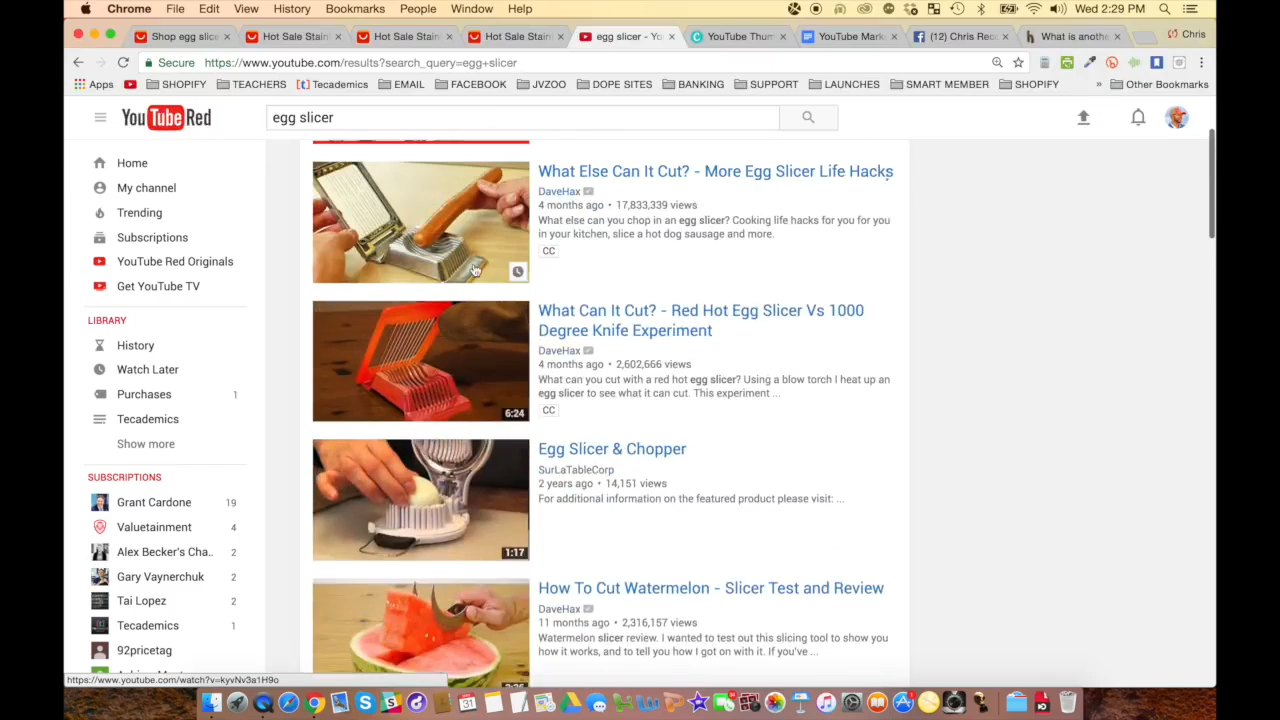 Chrome File Edit View History Bookmarks People Window Help Wed 2:29 PM
Shop egg slice Hot Sale Stain Hot Sale Stain Hot Sale Stain egg slicer - Yo YouTube Thum YouTube Mark (12) Chris Rec What is anothe Chris
Secure https://www.youtube.com/results?search_query=egg+slicer
Apps SHOPIFY TEACHERS Tecademics EMAIL FACEBOOK JVZOO DOPE SITES BANKING SUPPORT LAUNCHES SMART MEMBER SHOPIFY » Other Bookmarks
YouTube Red egg slicer
Home
My channel
Trending
Subscriptions
YouTube Red Originals
Get YouTube TV
LIBRARY
History
Watch Later
Purchases 1
Tecademics
Show more
SUBSCRIPTIONS
Grant Cardone 19
Valuetainment 4
Alex Becker's Cha.. 2
Gary Vaynerchuk 2
Tai Lopez 2
Tecademics 1
92pricetag
What Else Can It Cut? - More Egg Slicer Life Hacks
DaveHax
4 months ago • 17,833,339 views
What else can you chop in an egg slicer? Cooking life hacks for you for you
in your kitchen, slice a hot dog sausage and more.
CC
What Can It Cut? - Red Hot Egg Slicer Vs 1000
Degree Knife Experiment
DaveHax
4 months ago • 2,602,666 views
What can you cut with a red hot egg slicer? Using a blow torch I heat up an
egg slicer to see what it can cut. This experiment ...
CC
6:24
Egg Slicer & Chopper
SurLaTableCorp
2 years ago • 14,151 views
For additional information on the featured product please visit: ...
1:17
How To Cut Watermelon - Slicer Test and Review
DaveHax
11 months ago • 2,316,157 views
Watermelon slicer review. I wanted to test out this slicing tool to show you
how it works, and to tell you how I got on with it. If you've ...
https://www.youtube.com/watch?v=kyvNv3a1H9o